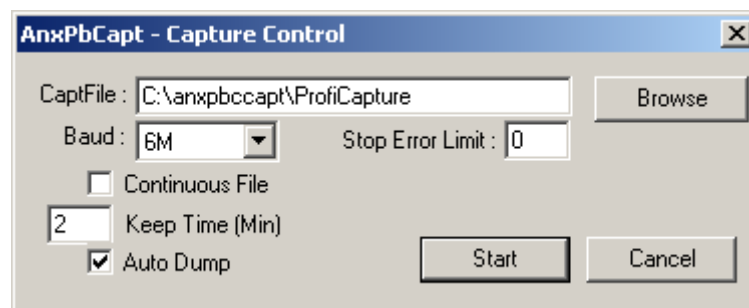 AnxPbCapt - Capture Control
CaptFile : C:\anxpbccapt\ProfiCapture Browse
Baud : 6M Stop Error Limit : 0
Continuous File
2 Keep Time (Min)
Auto Dump Start Cancel